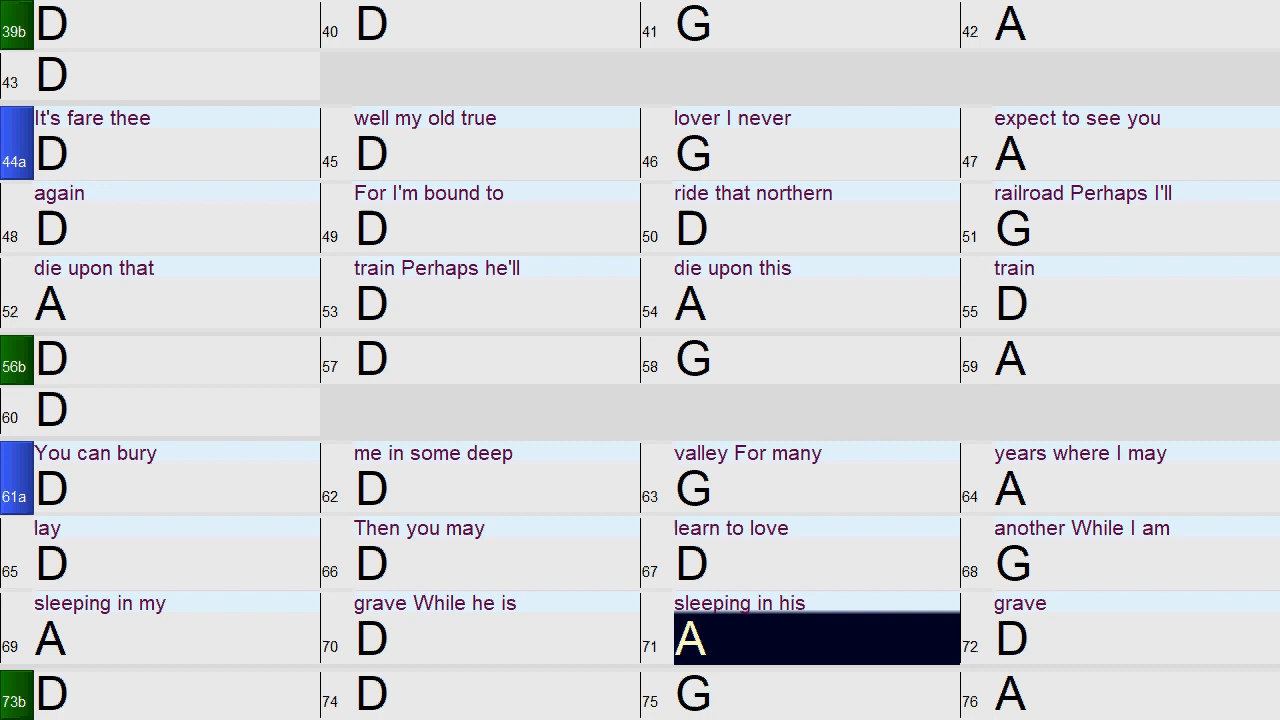 39b D 40 D 41 G 42 A
43 D
It's fare thee well my old true lover I never expect to see you
44a D 45 D 46 G 47 A
again For I'm bound to ride that northern railroad Perhaps I'll
48 D 49 D 50 D 51 G
die upon that train Perhaps he'll die upon this train
52 A 53 D 54 A 55 D
56b D 57 D 58 G 59 A
60 D
You can bury me in some deep valley For many years where I may
61a D 62 D 63 G 64 A
lay Then you may learn to love another While I am
65 D 66 D 67 D 68 G
sleeping in my grave While he is sleeping in his grave
69 A 70 D 71 A 72 D
73b D 74 D 75 G 76 A